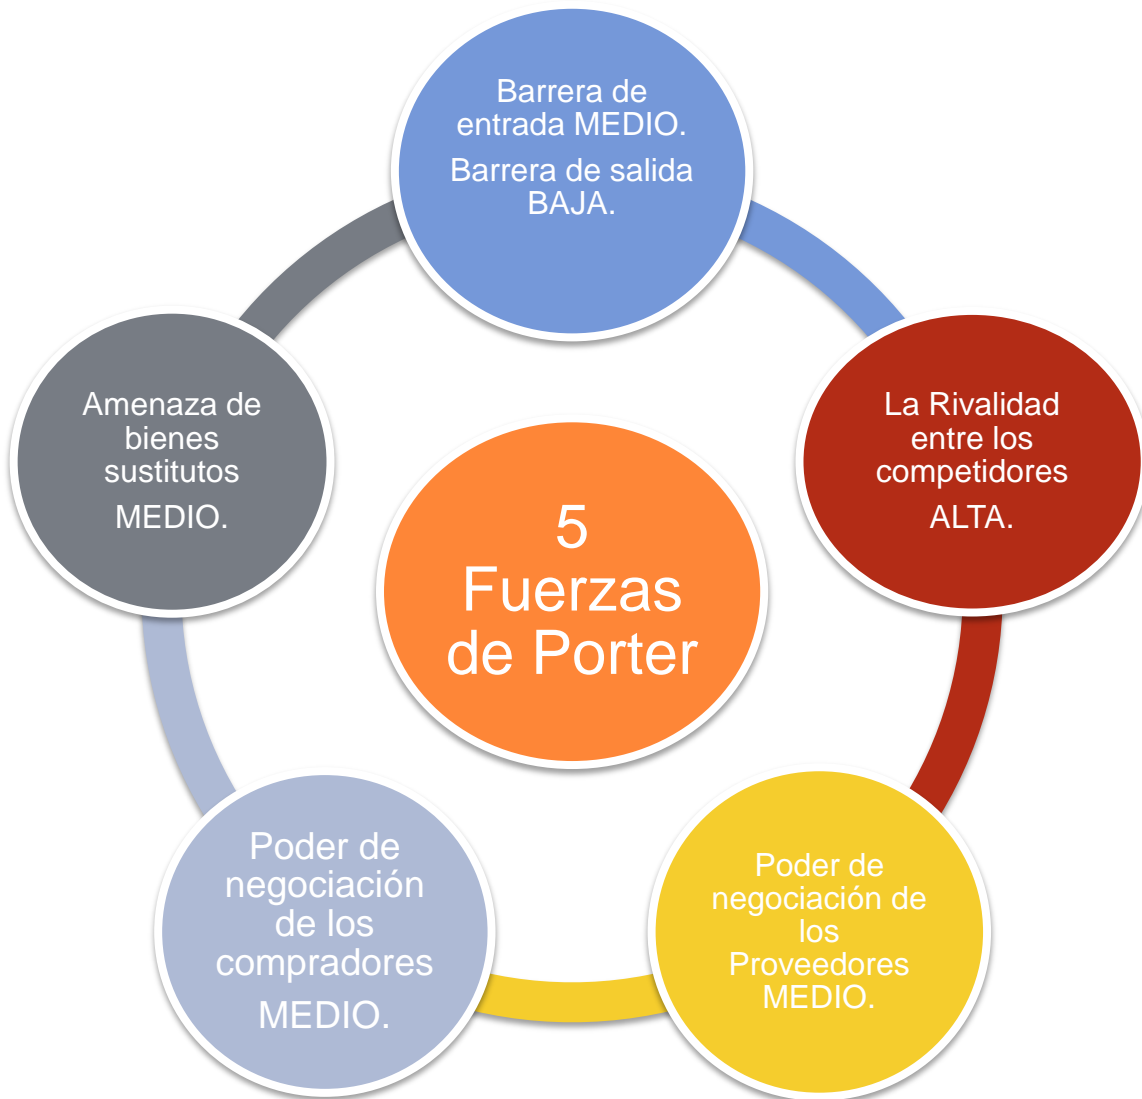 Barrera de
entrada MEDIO.
Barrera de salida
BAJA.
La Rivalidad
entre los
competidores
ALTA.
Poder de
negociación de
los
Proveedores
MEDIO.
Poder de
negociación
de los
compradores
MEDIO.
Amenaza de
bienes
sustitutos
MEDIO.
5
Fuerzas
de Porter